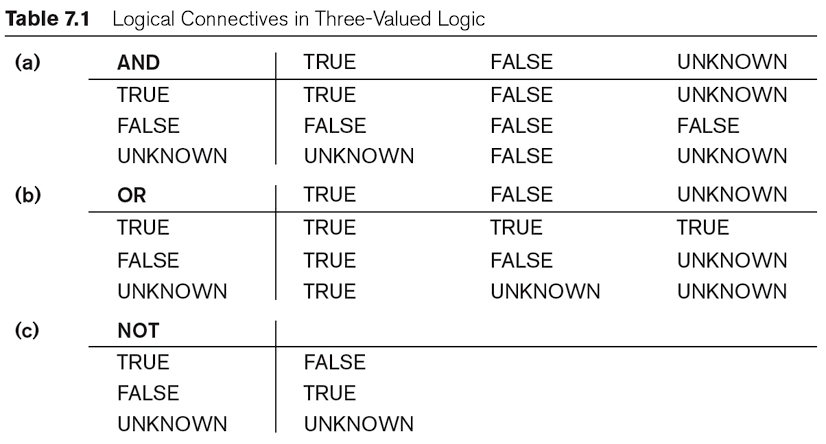 Table 7.1 Logical Connectives in Three-Valued Logic
(a) AND TRUE FALSE UNKNOWN
TRUE TRUE FALSE UNKNOWN
FALSE FALSE FALSE FALSE
UNKNOWN UNKNOWN FALSE UNKNOWN
(b) OR TRUE FALSE UNKNOWN
TRUE TRUE TRUE TRUE
FALSE TRUE FALSE UNKNOWN
UNKNOWN TRUE UNKNOWN UNKNOWN
(c) NOT
TRUE FALSE
FALSE TRUE
UNKNOWN UNKNOWN